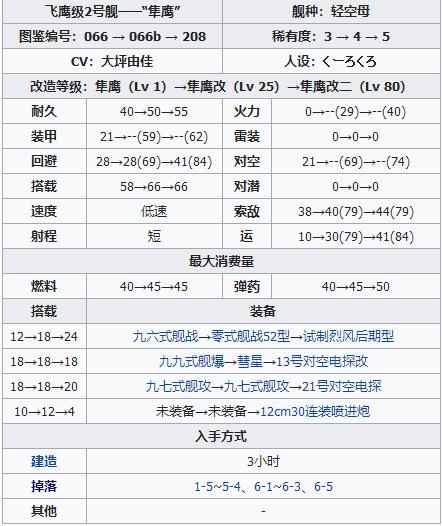 飞鹰级2号舰——“隼鹰” 舰种：轻空母
图鉴编号：066 → 066b → 208 稀有度：3 → 4 → 5
CV：大坪由佳 人设：くーろくろ
改造等级：隼鹰（Lv 1）→隼鹰改（Lv 25）→隼鹰改二（Lv 80）
耐久 40→50→55 火力 0→--(29)→--(40)
装甲 21→--(59)→--(62) 雷装 0→0→0
回避 28→28(69)→41(84) 对空 21→--(69)→--(74)
搭载 58→66→66 对潜 0→0→0
速度 低速 索敌 38→40(79)→44(79)
射程 短 运 10→30(79)→41(84)
最大消费量
燃料 40→45→45 弹药 40→45→50
搭载 装备
12→18→24 九六式舰战→零式舰战52型→试制烈风后期型
18→18→18 九九式舰爆→彗星→13号对空电探改
18→18→20 九七式舰攻→九七式舰攻→21号对空电探
10→12→4 未装备→未装备→12cm30连装喷进炮
入手方式
建造 3小时
掉落 1-5~5-4、6-1~6-3、6-5
其他 -